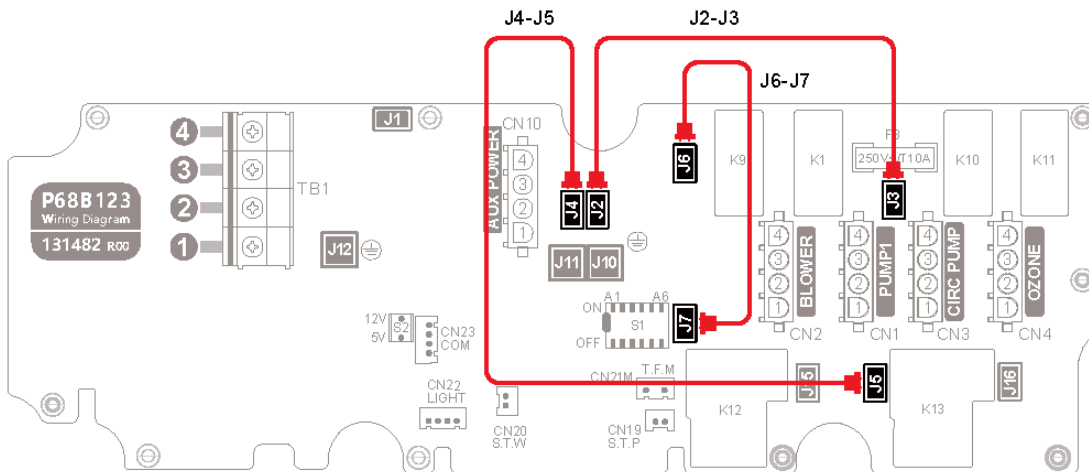 J4-J5
J2-J3
J6-J7
J1
CN10
AUX POWER
4
3
2
1
J4
J2
J6
K9
K1
F3
250V~/T10A
K10
K11
J3
4
3
2
1
TB1
P68B123
Wiring Diagram
131482 R00
J12
J11
J10
4
3
2
1
BLOWER
CN2
4
3
2
1
PUMP1
CN1
4
3
2
1
CIRC PUMP
CN3
4
3
2
1
OZONE
CN4
A1
A6
ON
S1
OFF
J7
12V
5V
S2
CN23
COM
CN22
LIGHT
CN20
S.T.W
CN21M
T.F.M
CN19
S.T.P
K12
J5
K13
J16